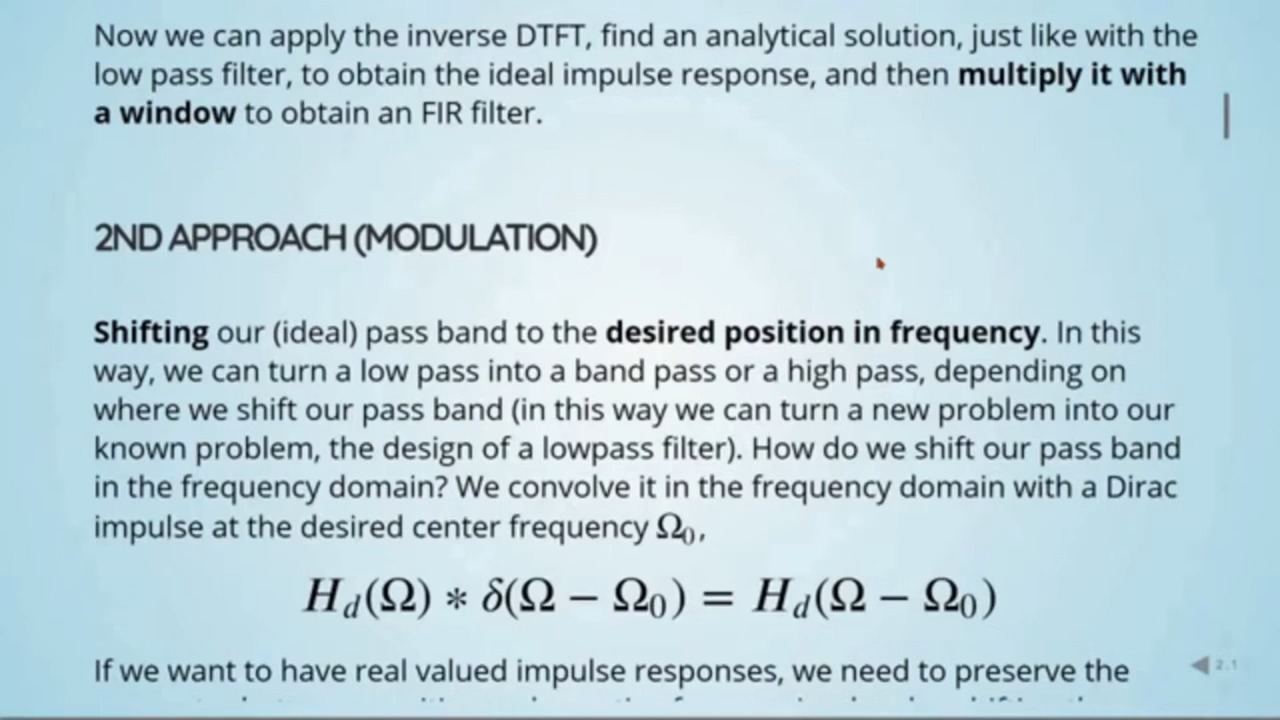 Now we can apply the inverse DTFT, find an analytical solution, just like with the
low pass filter, to obtain the ideal impulse response, and then multiply it with
a window to obtain an FIR filter.
2ND APPROACH (MODULATION)
Shifting our (ideal) pass band to the desired position in frequency. In this
way, we can turn a low pass into a band pass or a high pass, depending on
where we shift our pass band (in this way we can turn a new problem into our
known problem, the design of a lowpass filter). How do we shift our pass band
in the frequency domain? We convolve it in the frequency domain with a Dirac
impulse at the desired center frequency Ω₀,
H_d(Ω) ∗ δ(Ω − Ω₀) = H_d(Ω − Ω₀)
If we want to have real valued impulse responses, we need to preserve the
2.1